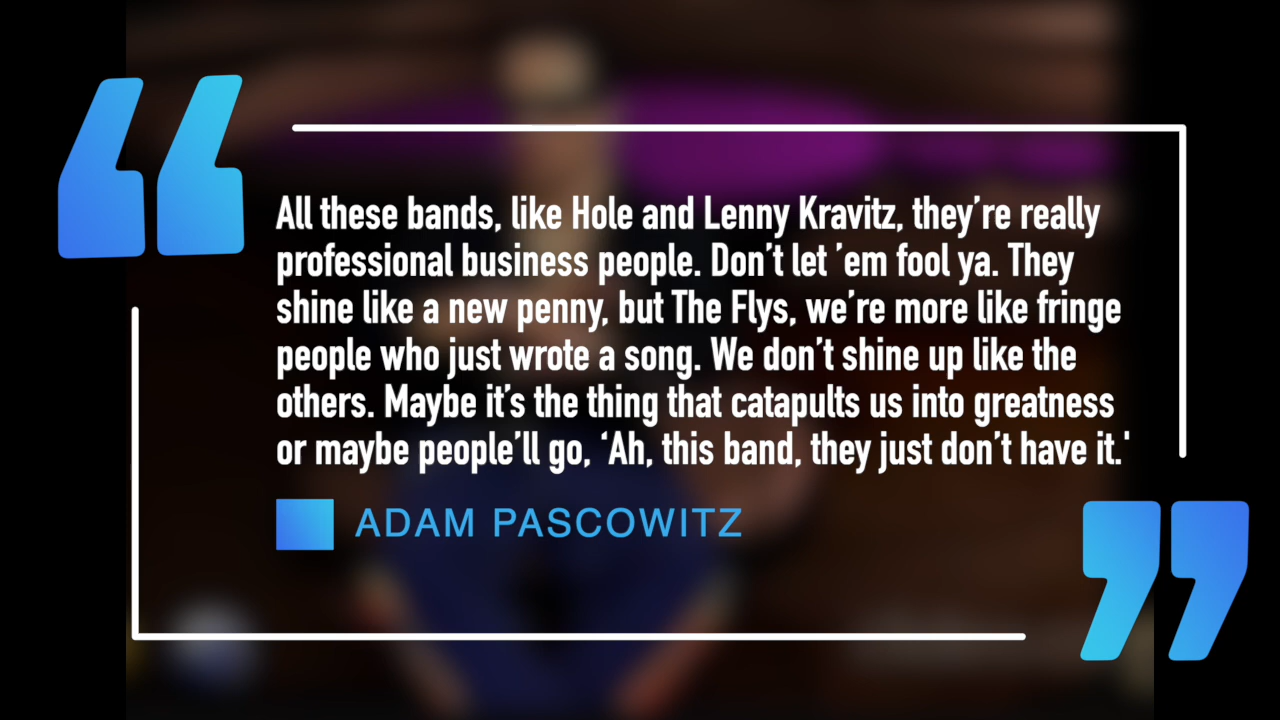 All these bands, like Hole and Lenny Kravitz, they're really
professional business people. Don't let 'em fool ya. They
shine like a new penny, but The Flys, we're more like fringe
people who just wrote a song. We don't shine up like the
others. Maybe it's the thing that catapults us into greatness
or maybe people'll go, ‘Ah, this band, they just don't have it.'
ADAM PASCOWITZ